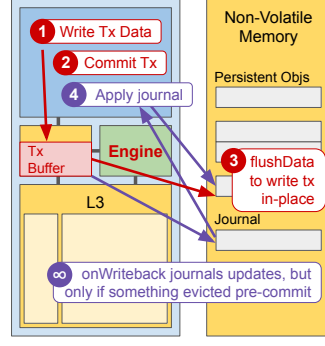 1 Write Tx Data
2 Commit Tx
4 Apply journal
Tx
Buffer
Engine
L3
Non-Volatile
Memory
Persistent Objs
3 flushData
to write tx
in-place
Journal
∞ onWriteback journals updates, but
only if something evicted pre-commit